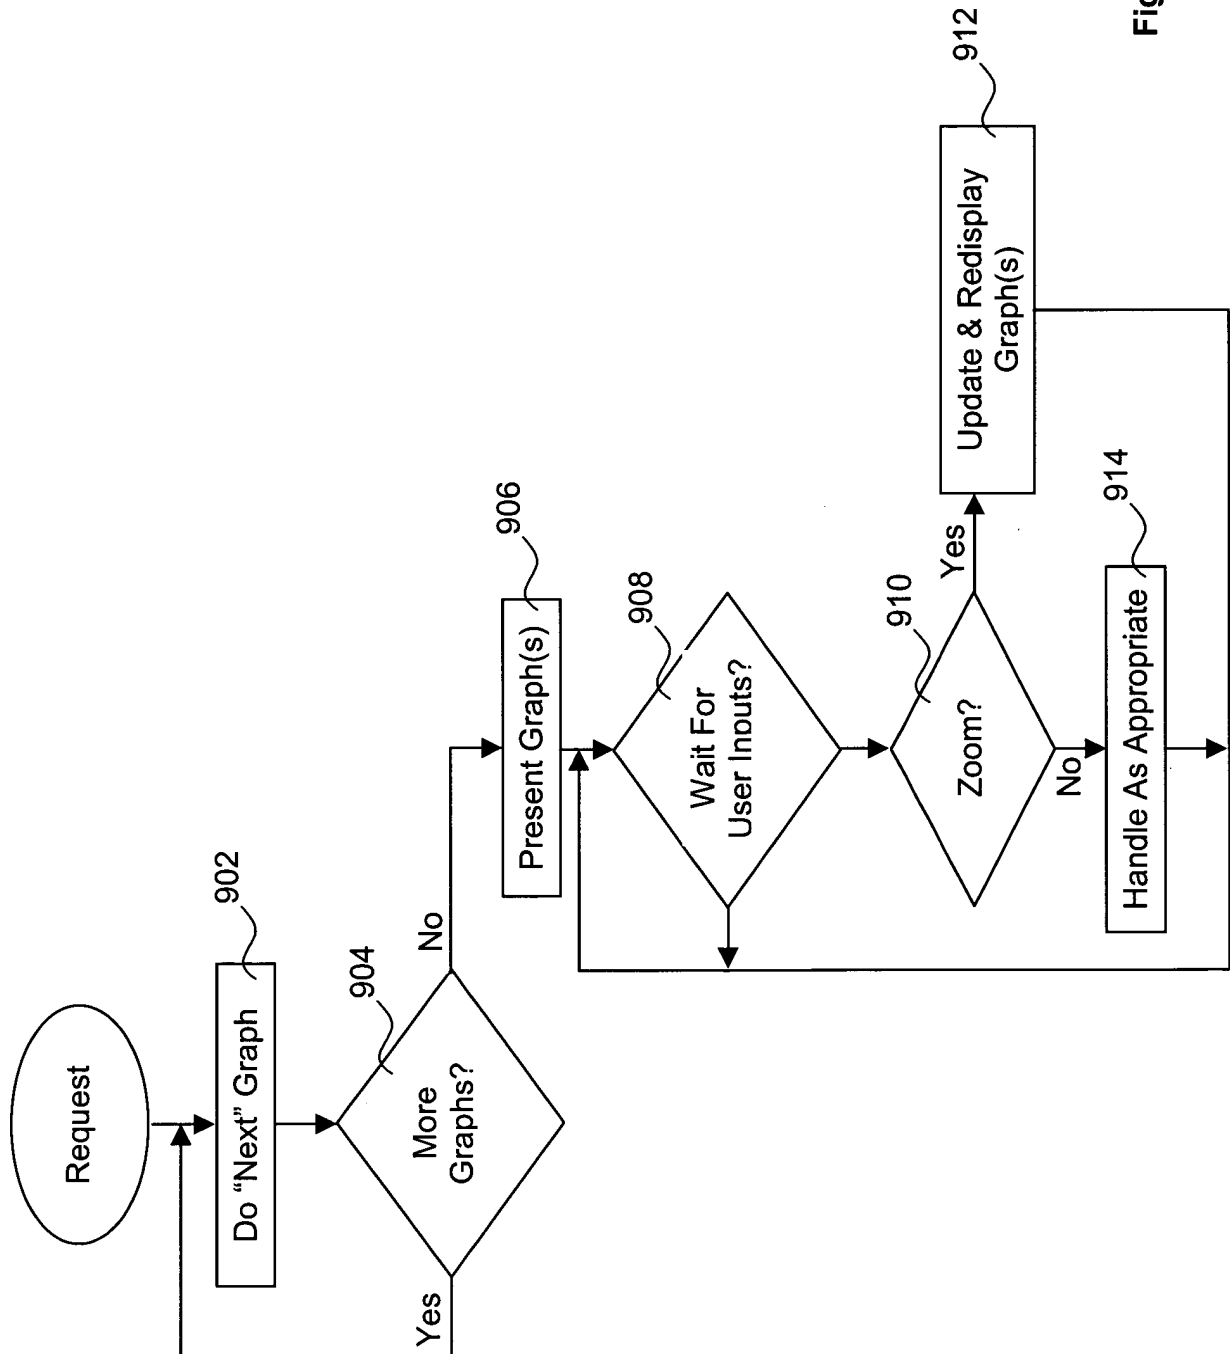 Request
Do “Next” Graph
902
More
Graphs?
904
Yes
No
Present Graph(s)
906
Wait For
User Inputs?
908
Zoom?
910
Yes
No
Update & Redisplay
Graph(s)
912
Handle As Appropriate
914
Fig